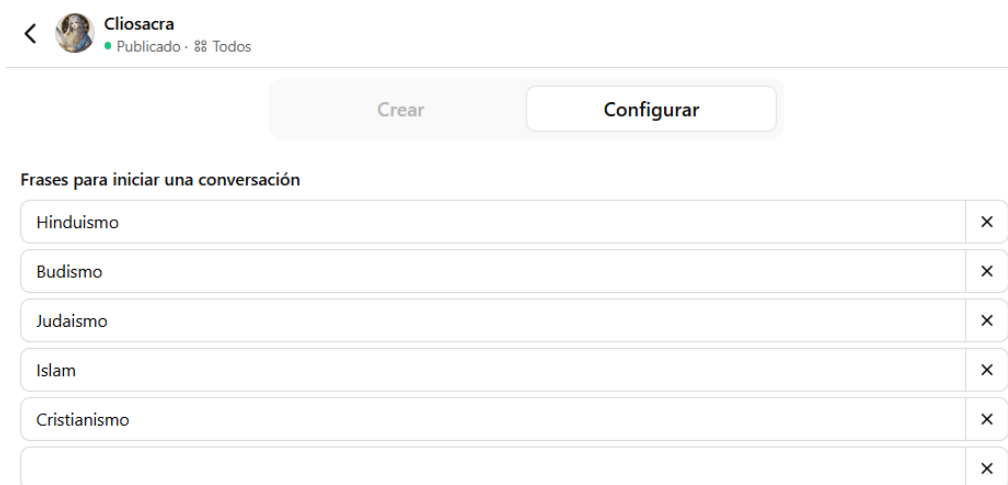 Cliosacra
Publicado · Todos
Crear
Configurar
Frases para iniciar una conversación
Hinduismo
Budismo
Judaismo
Islam
Cristianismo